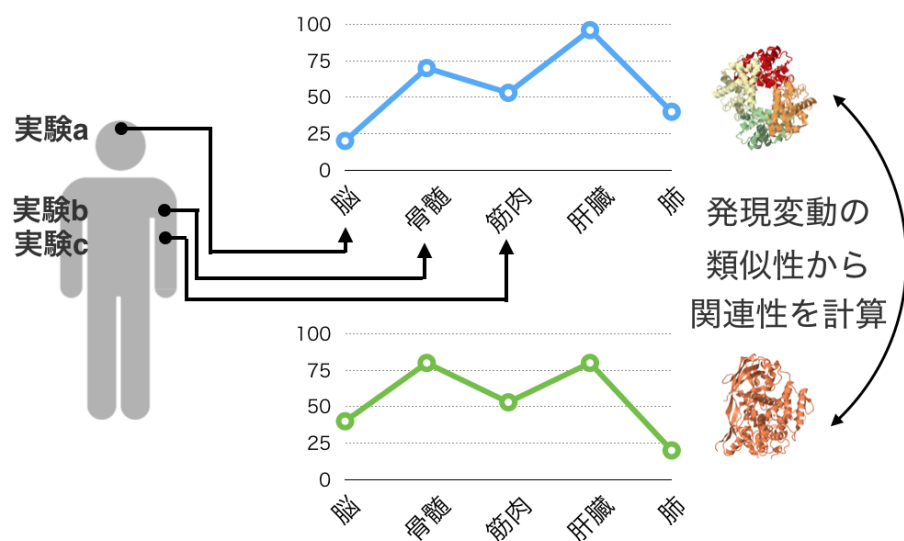 100
75
50
25
0
脳
骨髄
筋肉
肝臓
肺
実験a
実験b
実験c
発現変動の
類似性から
関連性を計算
100
75
50
25
0
脳
骨髄
筋肉
肝臓
肺